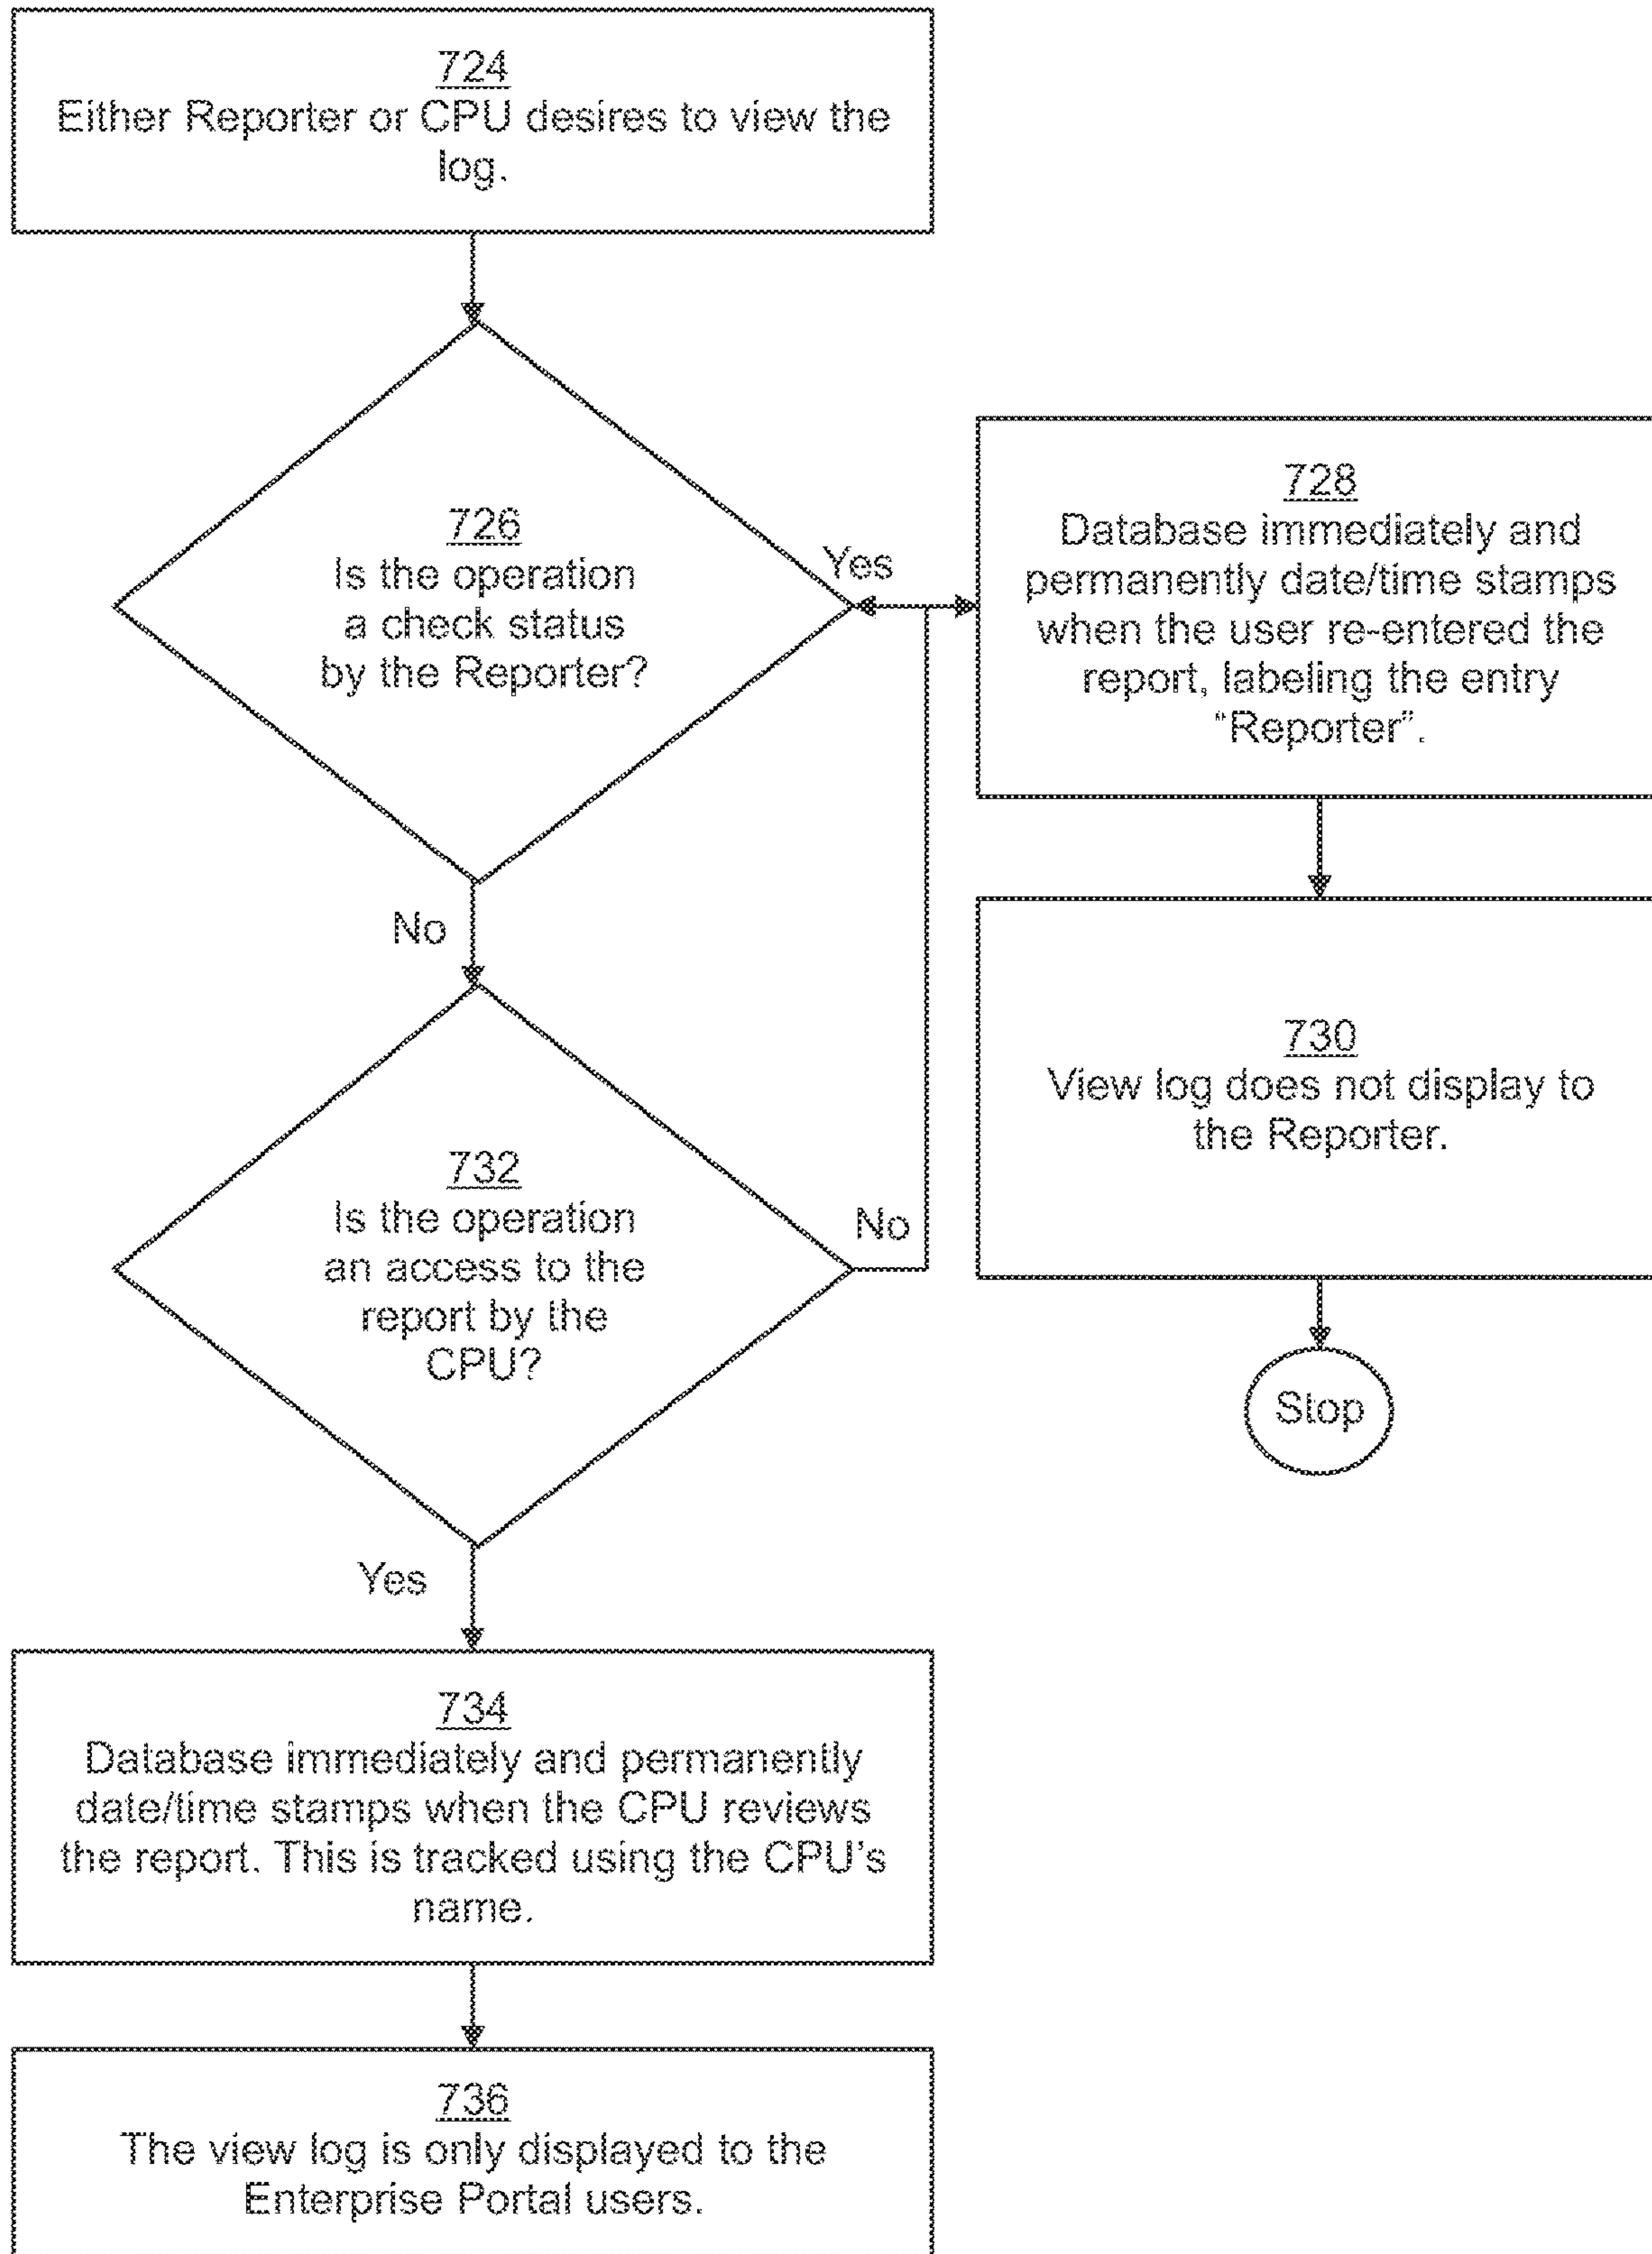 724
Either Reporter or CPU desires to view the
log.
726
Is the operation
a check status
by the Reporter?
Yes
728
Database immediately and
permanently date/time stamps
when the user re-entered the
report, labeling the entry
“Reporter”.
No
730
View log does not display to
the Reporter.
732
Is the operation
an access to the
report by the
CPU?
No
Stop
Yes
734
Database immediately and permanently
date/time stamps when the CPU reviews
the report. This is tracked using the CPU’s
name.
736
The view log is only displayed to the
Enterprise Portal users.